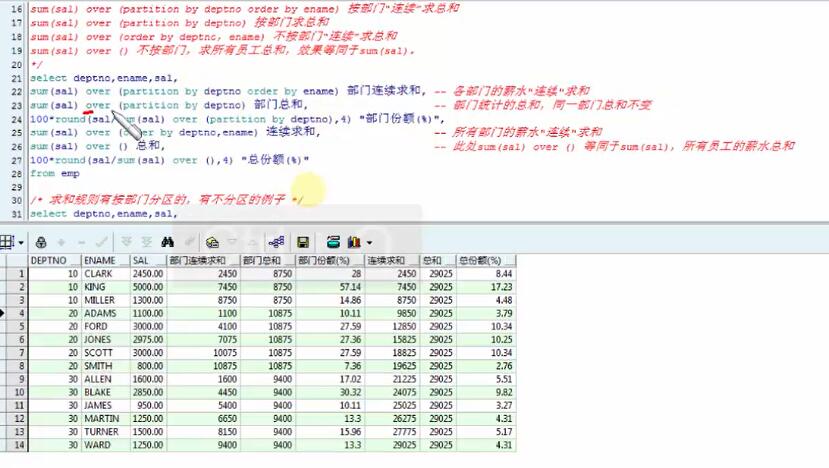 16 sum(sal) over (partition by deptno order by ename) 按部门“连续”求总和
17 sum(sal) over (partition by deptno) 按部门求总和
18 sum(sal) over (order by deptno, ename) 不按部门“连续”求总和
19 sum(sal) over () 不按部门，求所有员工总和，效果等同于sum(sal)。
20 */
21 select deptno,ename,sal,
22 sum(sal) over (partition by deptno order by ename) 部门连续求和, -- 各部门的薪水“连续”求和
23 sum(sal) over (partition by deptno) 部门总和, -- 部门统计的总和，同一部门总和不变
24 100*round(sal/sum(sal) over (partition by deptno),4) "部门份额(%)",
25 sum(sal) over (order by deptno,ename) 连续求和, -- 所有部门的薪水"连续"求和
26 sum(sal) over () 总和, -- 此处sum(sal) over () 等同于sum(sal)，所有员工的薪水总和
27 100*round(sal/sum(sal) over (),4) "总份额(%)"
28 from emp
29
30 /* 求和规则有按部门分区的，有不分区的例子 */
31 select deptno,ename,sal,
DEPTNO ENAME SAL 部门连续求和 部门总和 部门份额(%) 连续求和 总和 总份额(%)
1 10 CLARK 2450.00 2450 8750 28 2450 29025 8.44
2 10 KING 5000.00 7450 8750 57.14 7450 29025 17.23
3 10 MILLER 1300.00 8750 8750 14.86 8750 29025 4.48
4 20 ADAMS 1100.00 1100 10875 10.11 9850 29025 3.79
5 20 FORD 3000.00 4100 10875 27.59 12850 29025 10.34
6 20 JONES 2975.00 7075 10875 27.36 15825 29025 10.25
7 20 SCOTT 3000.00 10075 10875 27.59 18825 29025 10.34
8 20 SMITH 800.00 10875 10875 7.36 19625 29025 2.76
9 30 ALLEN 1600.00 1600 9400 17.02 21225 29025 5.51
10 30 BLAKE 2850.00 4450 9400 30.32 24075 29025 9.82
11 30 JAMES 950.00 5400 9400 10.11 25025 29025 3.27
12 30 MARTIN 1250.00 6650 9400 13.3 26275 29025 4.31
13 30 TURNER 1500.00 8150 9400 15.96 27775 29025 5.17
14 30 WARD 1250.00 9400 9400 13.3 29025 29025 4.31